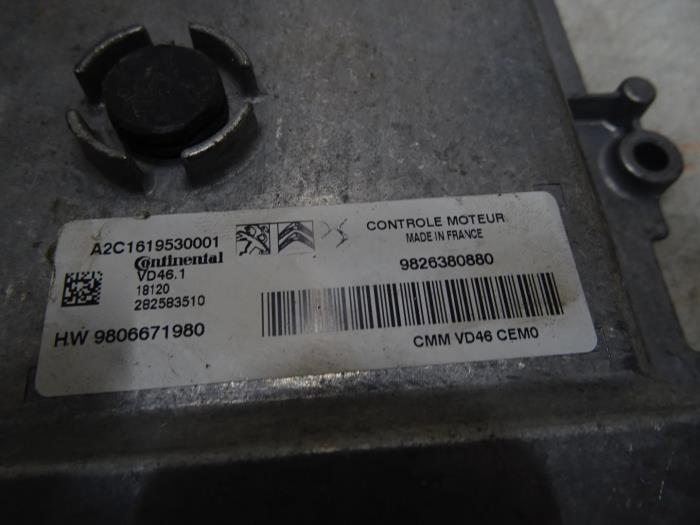 A2C1619530001
Continental
VD46.1
18120
282583510
HW 9806671980
CONTROLE MOTEUR
MADE IN FRANCE
9826380880
CMM VD46 CEM0